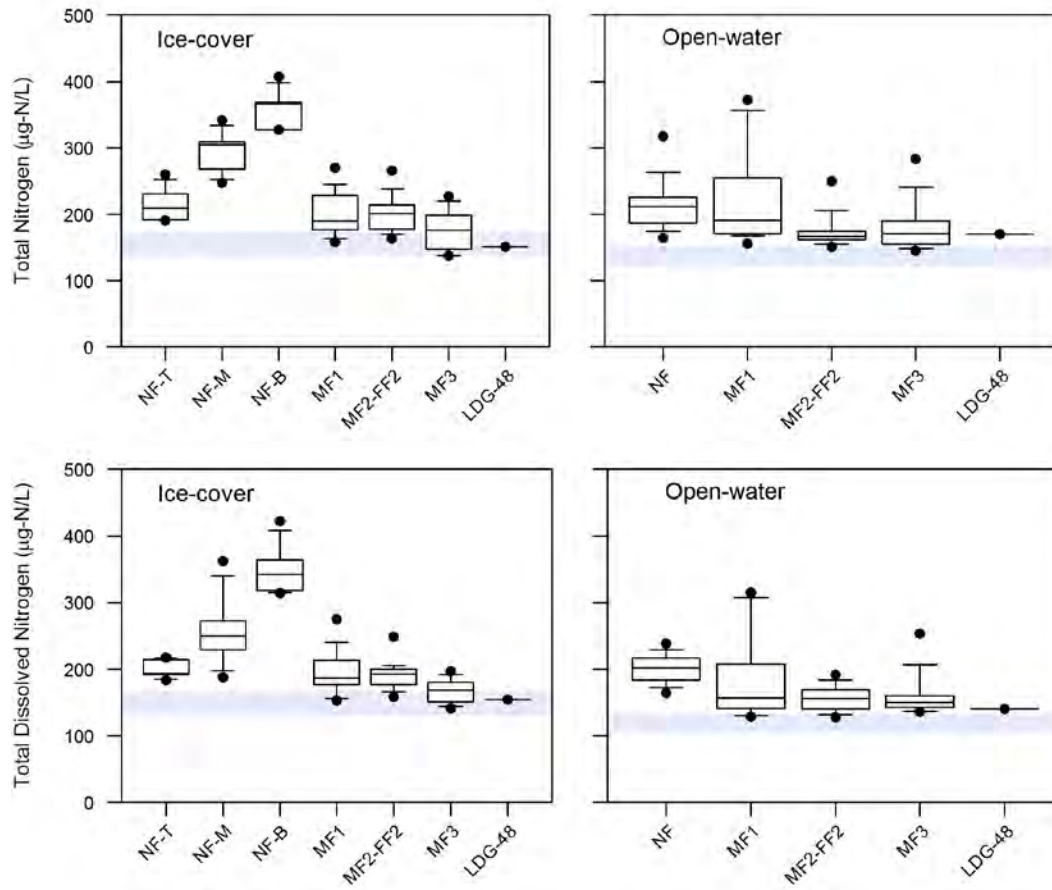 Total Nitrogen (µg-N/L)
500
400
300
200
100
0
Ice-cover
NF-T
NF-M
NF-B
MF1
MF2-FF2
MF3
LDG-48
Open-water
NF
MF1
MF2-FF2
MF3
LDG-48
Total Dissolved Nitrogen (µg-N/L)
500
400
300
200
100
0
Ice-cover
NF-T
NF-M
NF-B
MF1
MF2-FF2
MF3
LDG-48
Open-water
NF
MF1
MF2-FF2
MF3
LDG-48